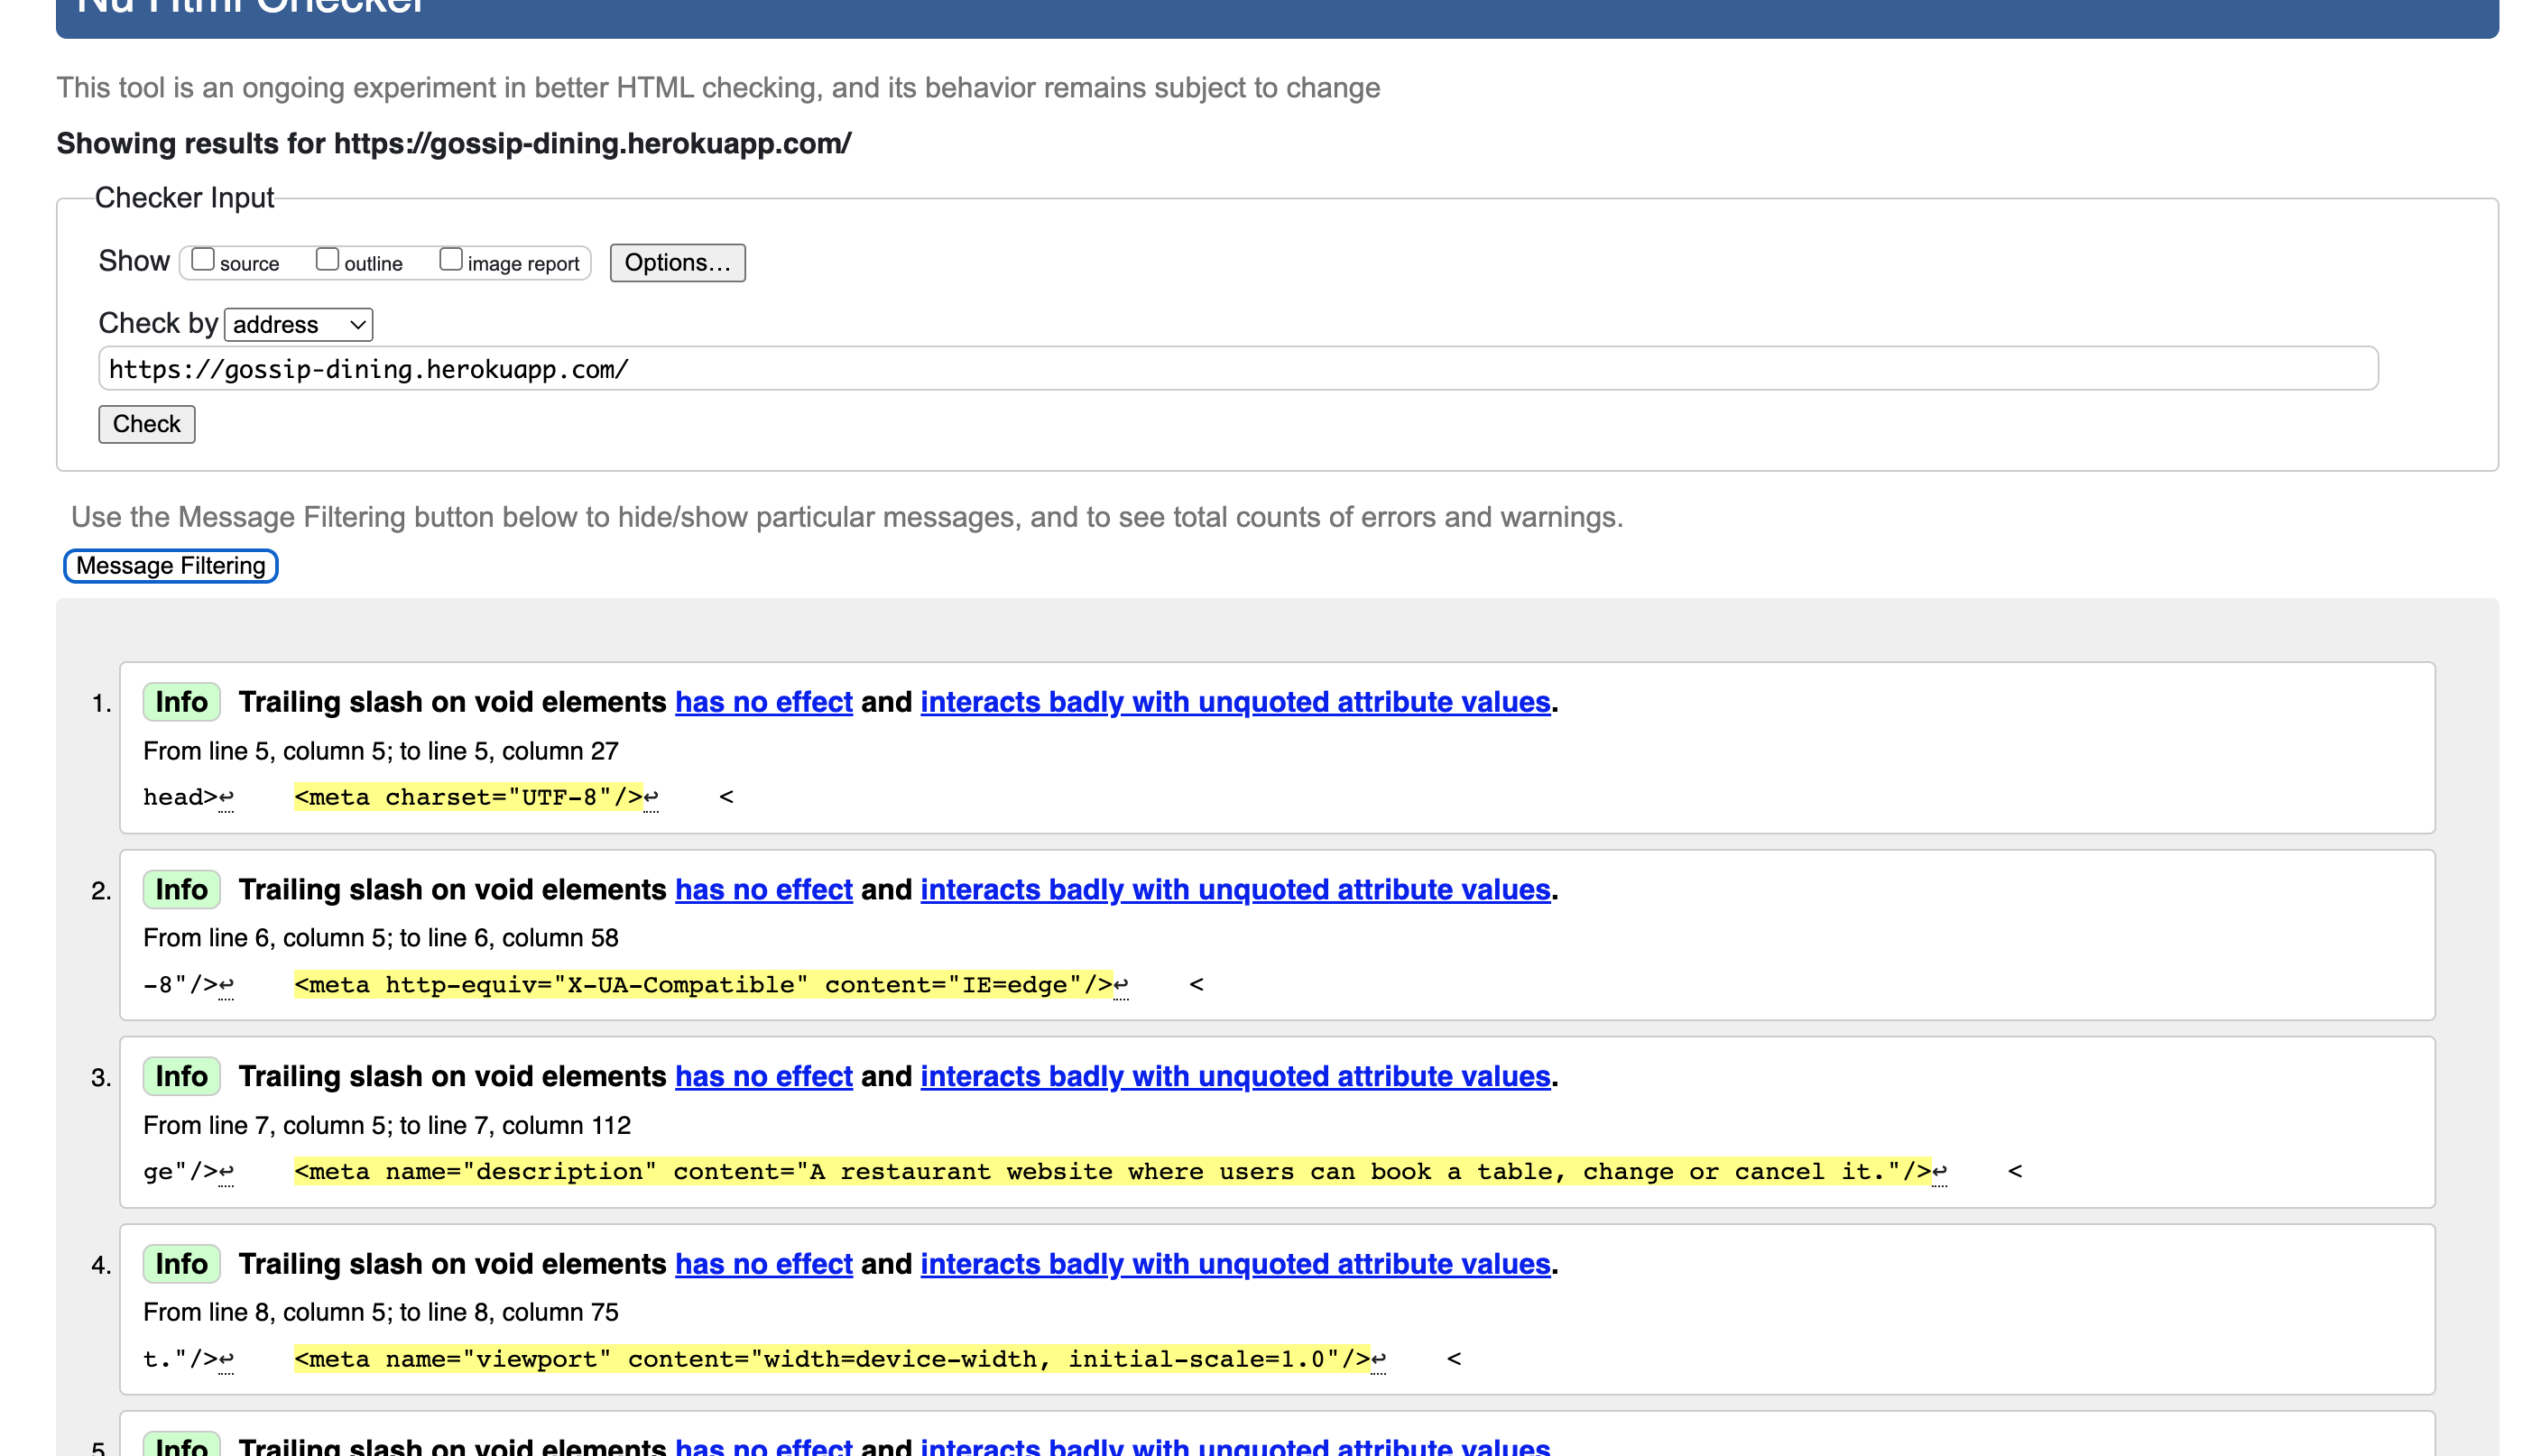 Nu Html Checker
This tool is an ongoing experiment in better HTML checking, and its behavior remains subject to change
Showing results for https://gossip-dining.herokuapp.com/
Checker Input
Show source outline image report Options...
Check by address
https://gossip-dining.herokuapp.com/
Check
Use the Message Filtering button below to hide/show particular messages, and to see total counts of errors and warnings.
Message Filtering
1. Info Trailing slash on void elements has no effect and interacts badly with unquoted attribute values.
From line 5, column 5; to line 5, column 27
head>↩ <meta charset="UTF-8"/>↩ <
2. Info Trailing slash on void elements has no effect and interacts badly with unquoted attribute values.
From line 6, column 5; to line 6, column 58
-8"/>↩ <meta http-equiv="X-UA-Compatible" content="IE=edge"/>↩ <
3. Info Trailing slash on void elements has no effect and interacts badly with unquoted attribute values.
From line 7, column 5; to line 7, column 112
ge"/>↩ <meta name="description" content="A restaurant website where users can book a table, change or cancel it."/>↩ <
4. Info Trailing slash on void elements has no effect and interacts badly with unquoted attribute values.
From line 8, column 5; to line 8, column 75
t."/>↩ <meta name="viewport" content="width=device-width, initial-scale=1.0"/>↩ <
5. Info Trailing slash on void elements has no effect and interacts badly with unquoted attribute values.